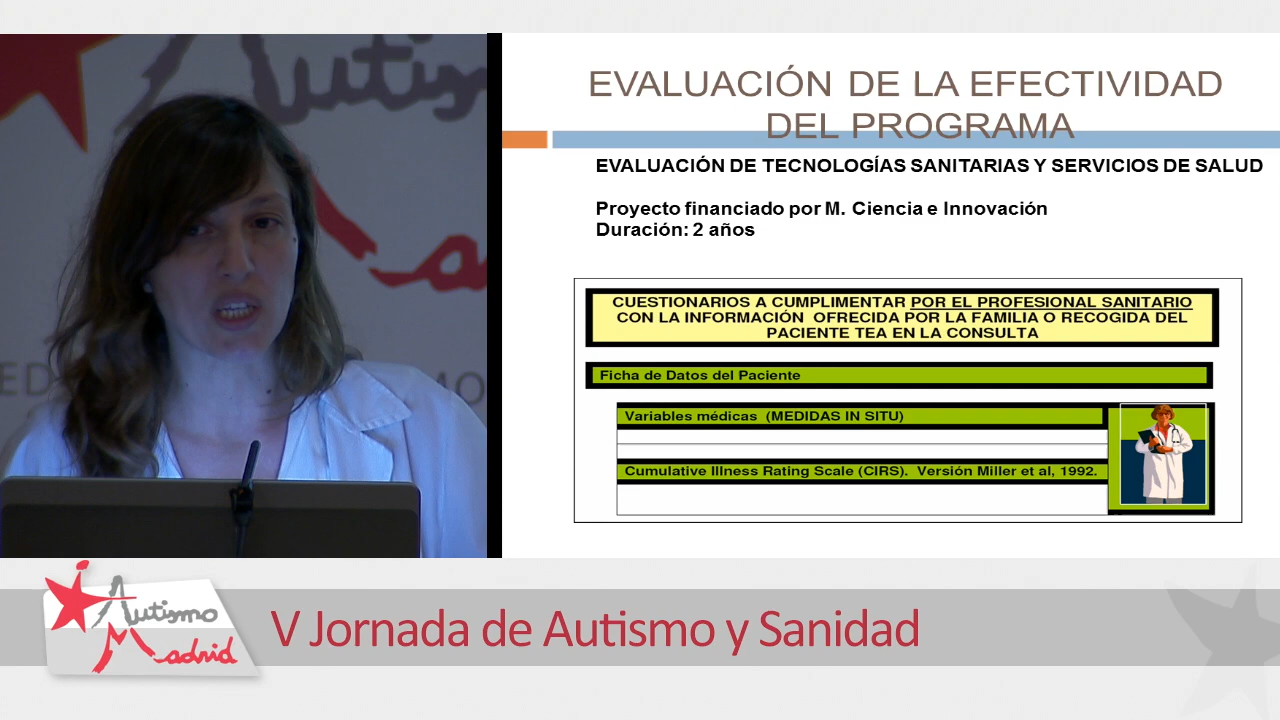 Autismo
EVALUACIÓN DE LA EFECTIVIDAD
DEL PROGRAMA
EVALUACIÓN DE TECNOLOGÍAS SANITARIAS Y SERVICIOS DE SALUD
Proyecto financiado por M. Ciencia e Innovación
Duración: 2 años
CUESTIONARIOS A CUMPLIMENTAR POR EL PROFESIONAL SANITARIO
CON LA INFORMACIÓN OFRECIDA POR LA FAMILIA O RECOGIDA DEL
PACIENTE TEA EN LA CONSULTA
Ficha de Datos del Paciente
Variables médicas (MEDIDAS IN SITU)
Cumulative Illness Rating Scale (CIRS). Versión Miller et al, 1992.
Autismo
Madrid
V Jornada de Autismo y Sanidad